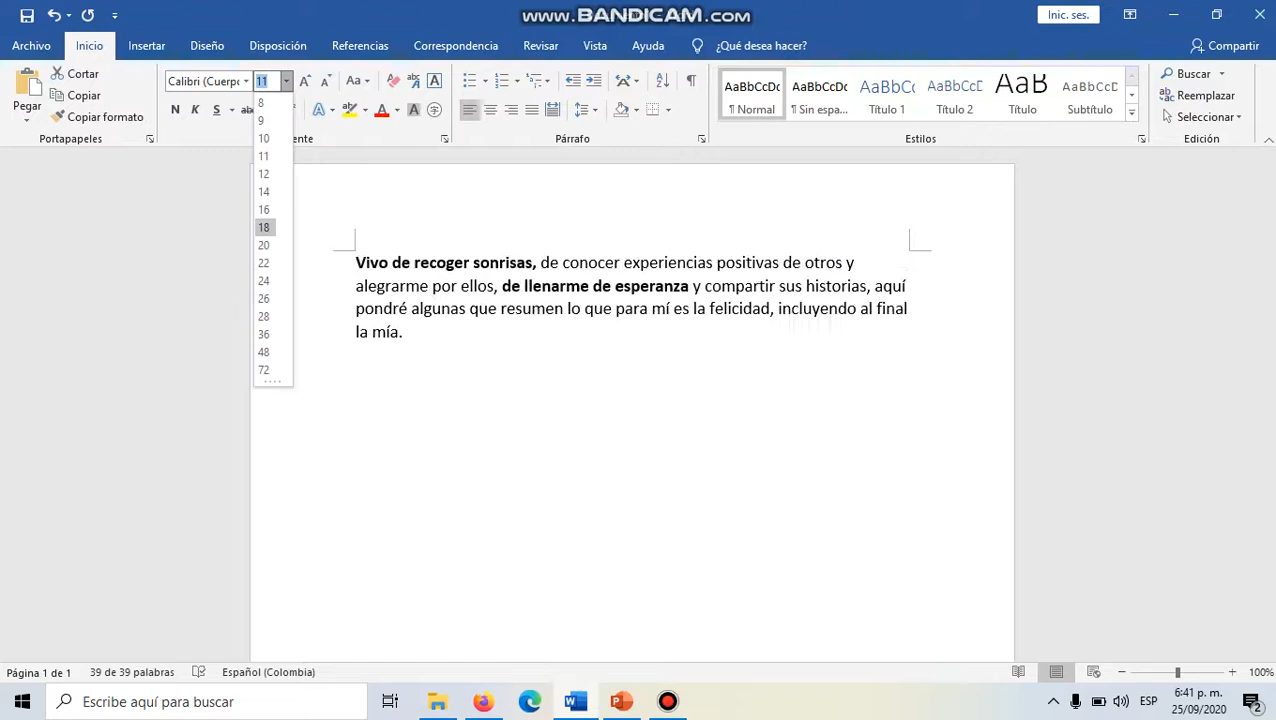 www.BANDICAM.com
Inic. ses.
Archivo Inicio Insertar Diseño Disposición Referencias Correspondencia Revisar Vista Ayuda ¿Qué desea hacer? Compartir
Pegar
Cortar
Copiar
Copiar formato
Portapapeles
Calibri (Cuerpo 11
N K S abc
ente
Párrafo
AaBbCcDc AaBbCcDc AaBbCcDc AaBbCcD AaB AaBbCcD
¶ Normal ¶ Sin espa... Título 1 Título 2 Título Subtítulo
Estilos
Buscar
Reemplazar
Seleccionar
Edición
8
9
10
11
12
14
16
18
20
22
24
26
28
36
48
72
Vivo de recoger sonrisas, de conocer experiencias positivas de otros y
alegrarme por ellos, de llenarme de esperanza y compartir sus historias, aquí
pondré algunas que resumen lo que para mí es la felicidad, incluyendo al final
la mía.
Página 1 de 1 39 de 39 palabras Español (Colombia) 100%
Escribe aquí para buscar
ESP
6:41 p. m.
25/09/2020
2